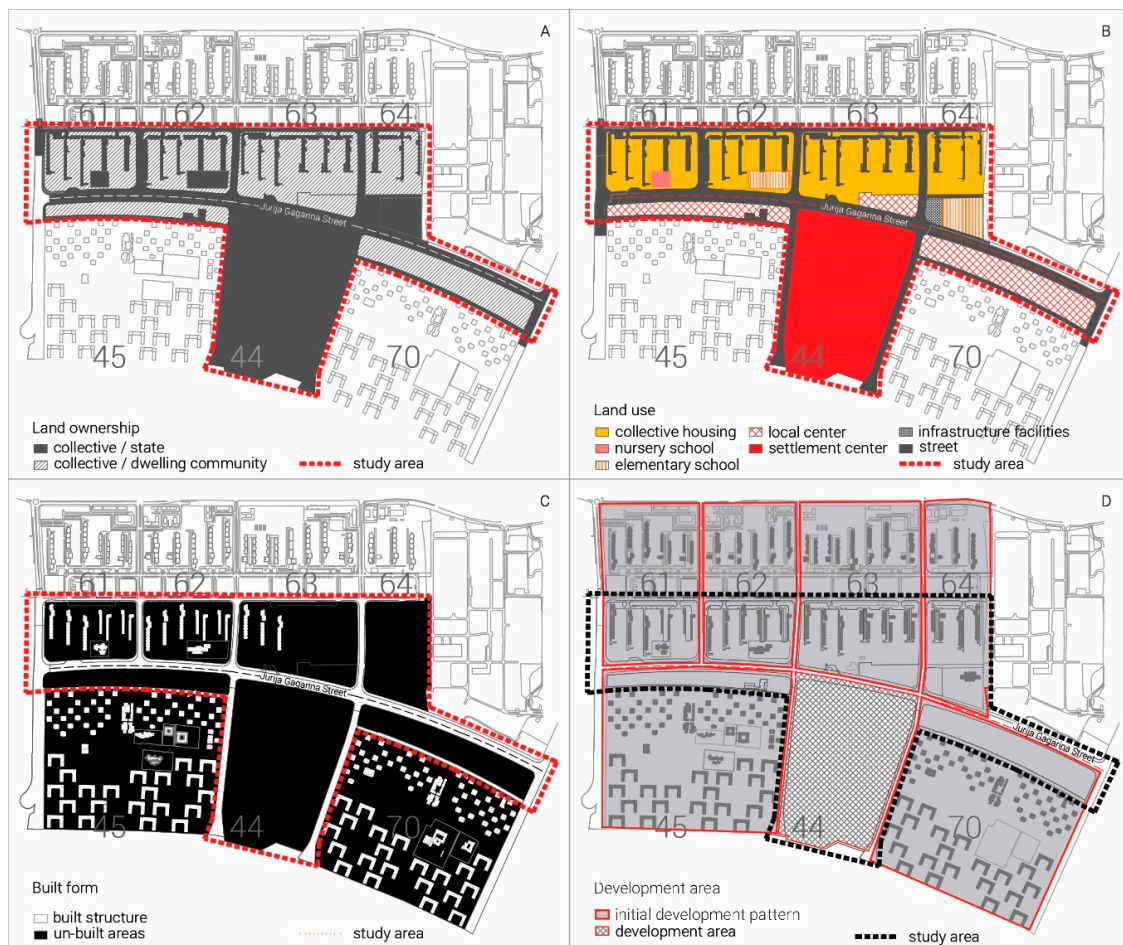 A
61 62 63 64
Jurija Gagarina Street
45 44 70
Land ownership
collective / state
collective / dwelling community
study area
B
61 62 63 64
Jurija Gagarina Street
45 44 70
Land use
collective housing
nursery school
elementary school
local center
settlement center
infrastructure facilities
street
study area
C
61 62 63 64
Jurija Gagarina Street
45 44 70
Built form
built structure
un-built areas
study area
D
61 62 63 64
Jurija Gagarina Street
45 44 70
Development area
initial development pattern
development area
study area